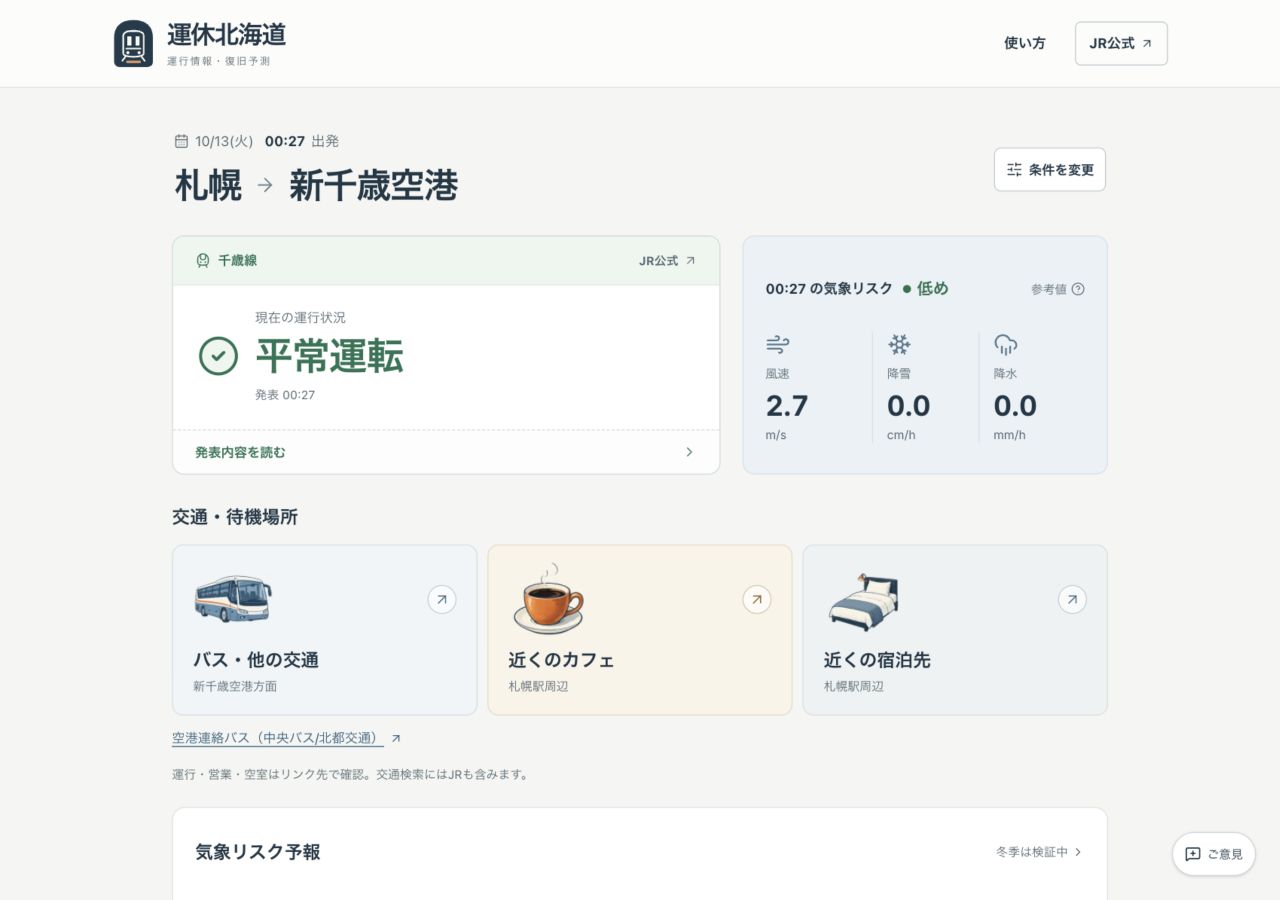 運休北海道
運行情報・復旧予測
使い方
JR公式
10/13(火) 00:27 出発
札幌 → 新千歳空港
条件を変更
千歳線
JR公式
現在の運行状況
平常運転
発表 00:27
発表内容を読む
00:27 の気象リスク ● 低め
参考値
風速
2.7
m/s
降雪
0.0
cm/h
降水
0.0
mm/h
交通・待機場所
バス・他の交通
新千歳空港方面
近くのカフェ
札幌駅周辺
近くの宿泊先
札幌駅周辺
空港連絡バス（中央バス/北都交通）
運行・営業・空室はリンク先で確認。交通検索にはJRも含みます。
気象リスク予報
冬季は検証中
ご意見